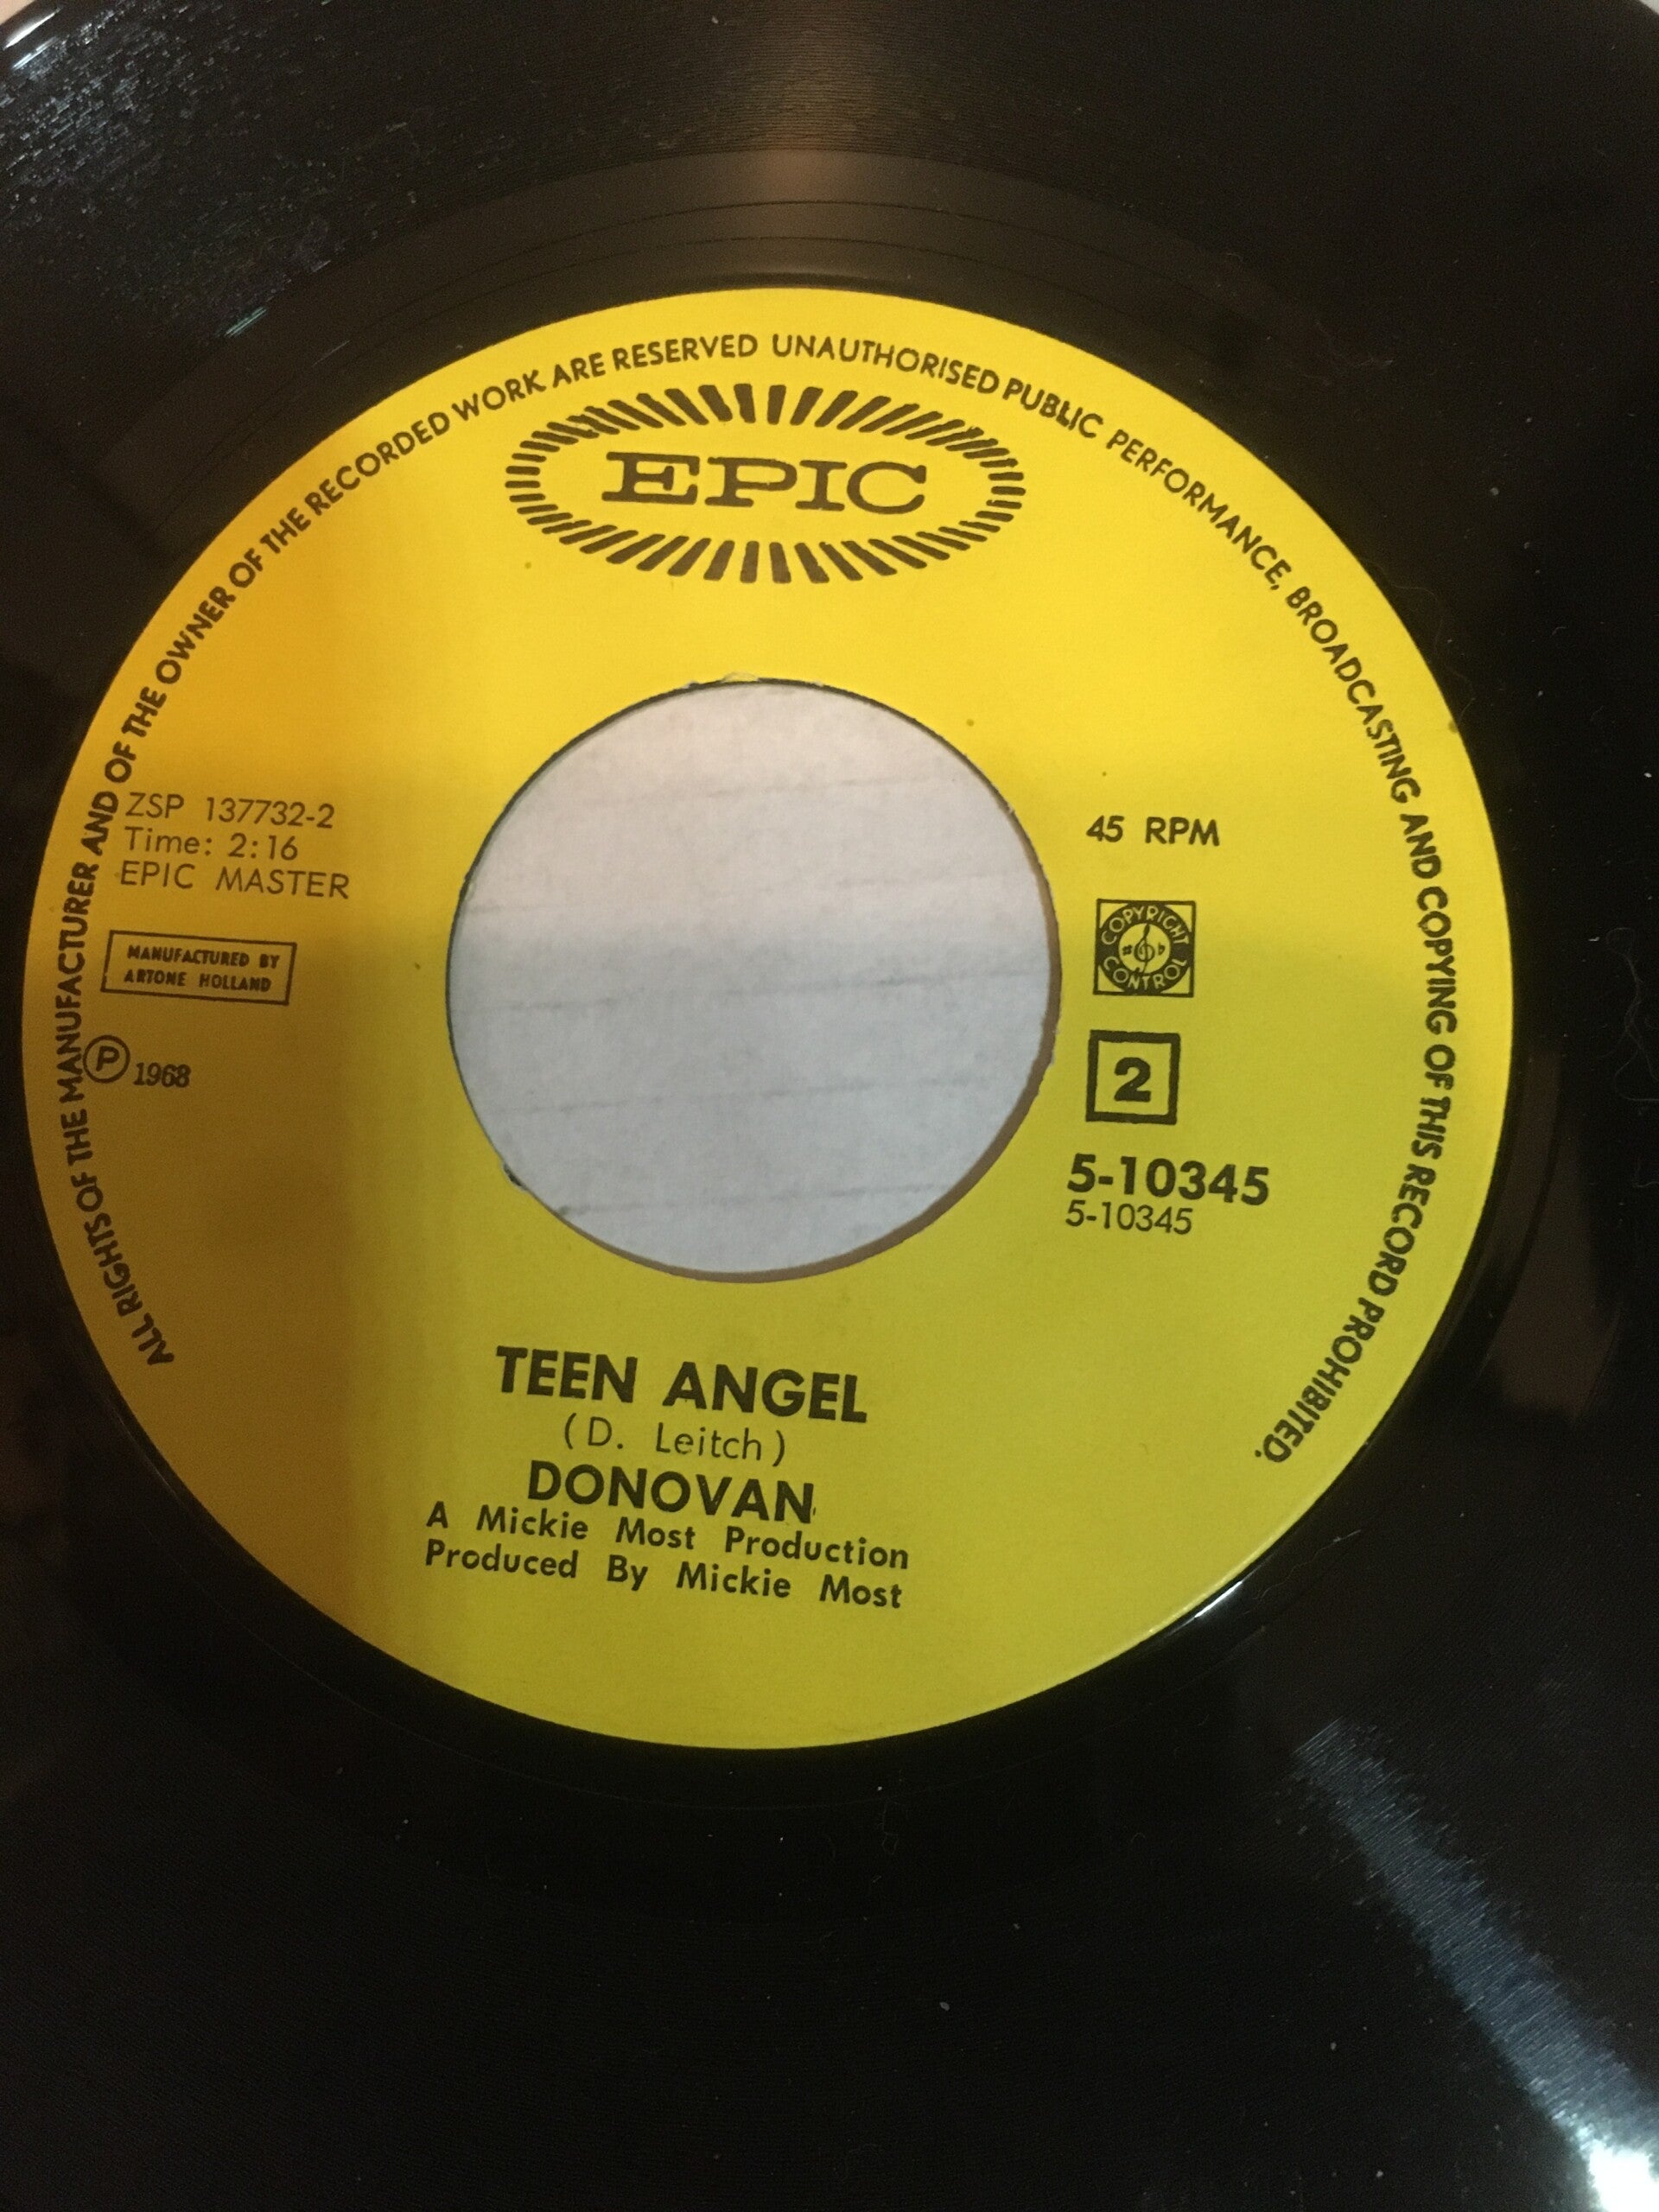 ALL RIGHTS OF THE MANUFACTURER AND OF THE OWNER OF THE RECORDED WORK ARE RESERVED UNAUTHORISED PUBLIC PERFORMANCE, BROADCASTING AND COPYING OF THIS RECORD PROHIBITED.
EPIC
ZSP 137732-2
Time: 2:16
EPIC MASTER
MANUFACTURED BY
ARTONE HOLLAND
Ⓟ 1968
45 RPM
COPYRIGHT
CONTROL
2
5-10345
5-10345
TEEN ANGEL
(D. Leitch)
DONOVAN
A Mickie Most Production
Produced By Mickie Most